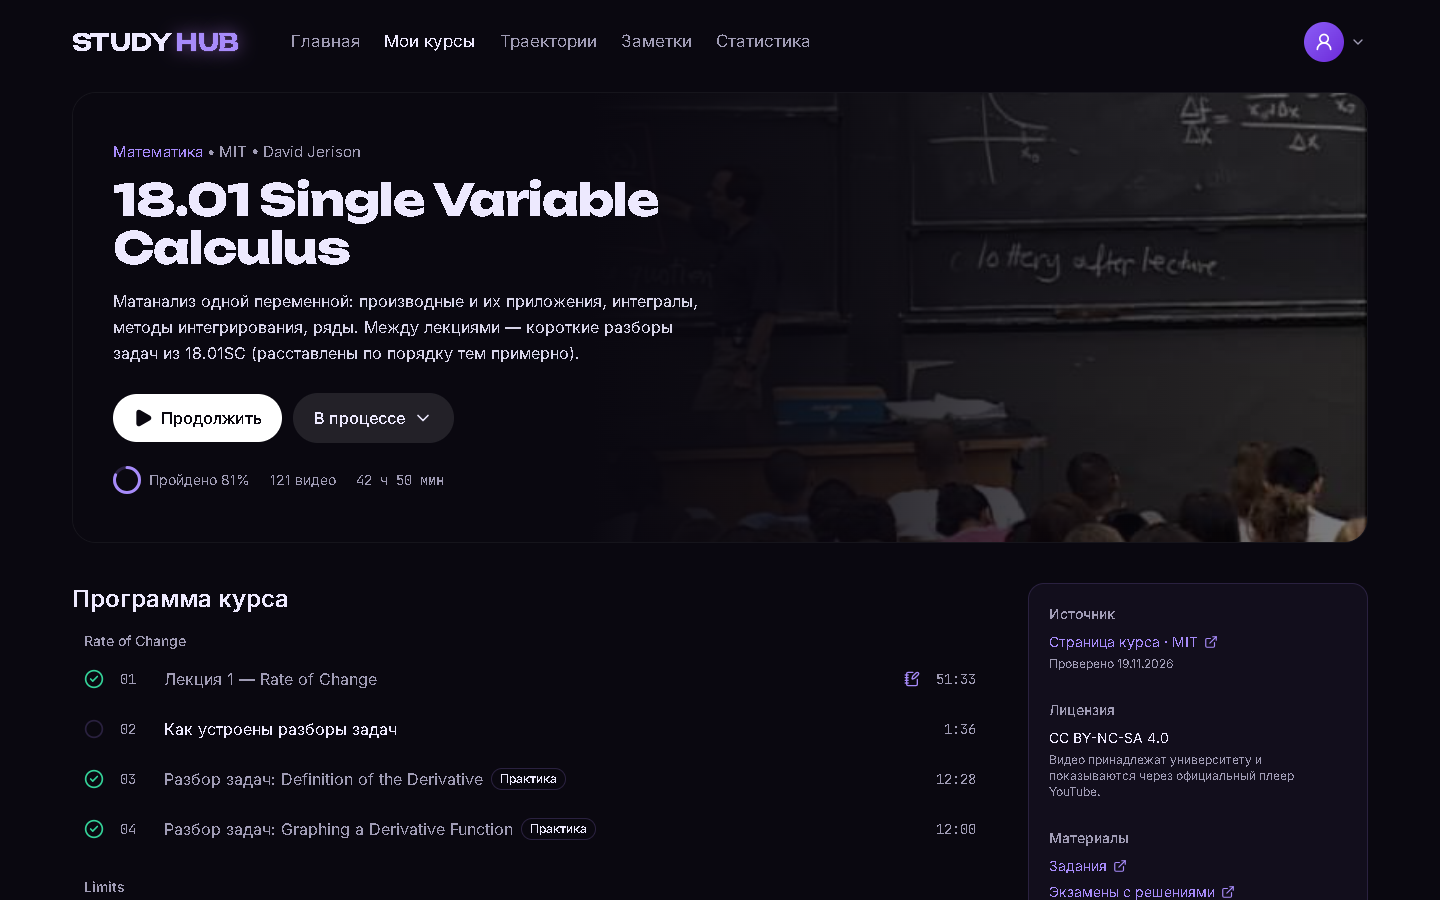 STUDY HUB
Главная Мои курсы Траектории Заметки Статистика
Математика • MIT • David Jerison
18.01 Single Variable
Calculus
Матанализ одной переменной: производные и их приложения, интегралы,
методы интегрирования, ряды. Между лекциями — короткие разборы
задач из 18.01SC (расставлены по порядку тем примерно).
Продолжить
В процессе
Пройдено 81% 121 видео 42 ч 50 мин
lottery after lecture
Программа курса
Rate of Change
01 Лекция 1 — Rate of Change 51:33
02 Как устроены разборы задач 1:36
03 Разбор задач: Definition of the Derivative Практика 12:28
04 Разбор задач: Graphing a Derivative Function Практика 12:00
Limits
Источник
Страница курса · MIT
Проверено 19.11.2026
Лицензия
CC BY-NC-SA 4.0
Видео принадлежат университету и
показываются через официальный плеер
YouTube.
Материалы
Задания
Экзамены с решениями